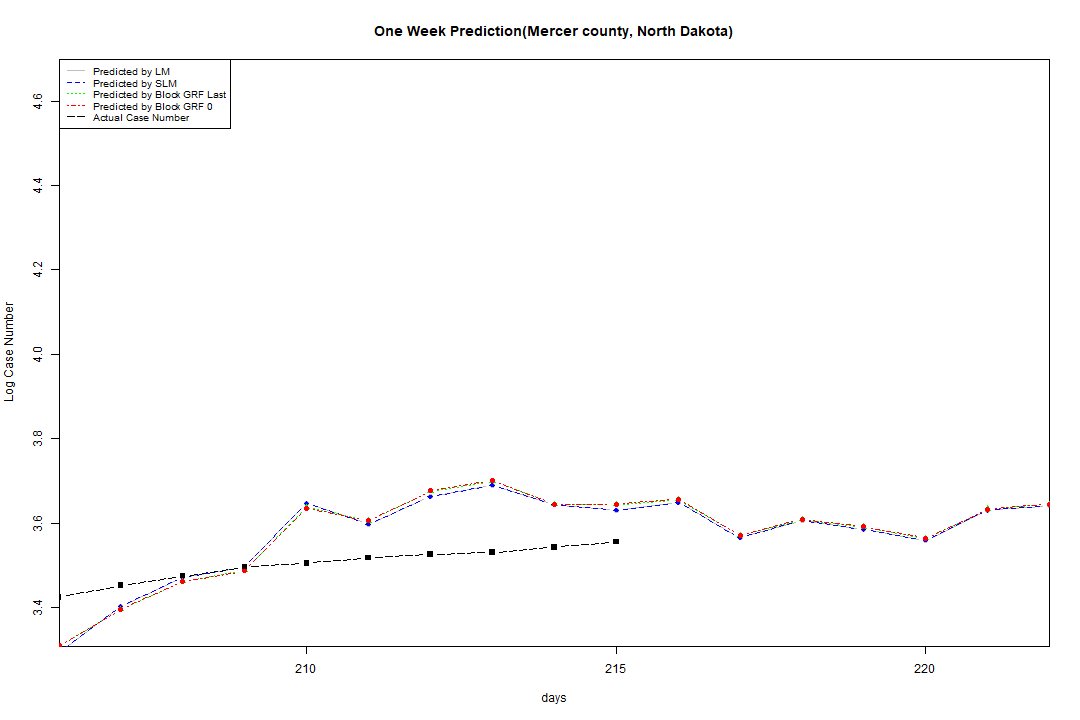 One Week Prediction(Mercer county, North Dakota)
Predicted by LM
Predicted by SLM
Predicted by Block GRF Last
Predicted by Block GRF 0
Actual Case Number
4.6
4.4
4.2
4.0
3.8
3.6
3.4
Log Case Number
210
215
220
days